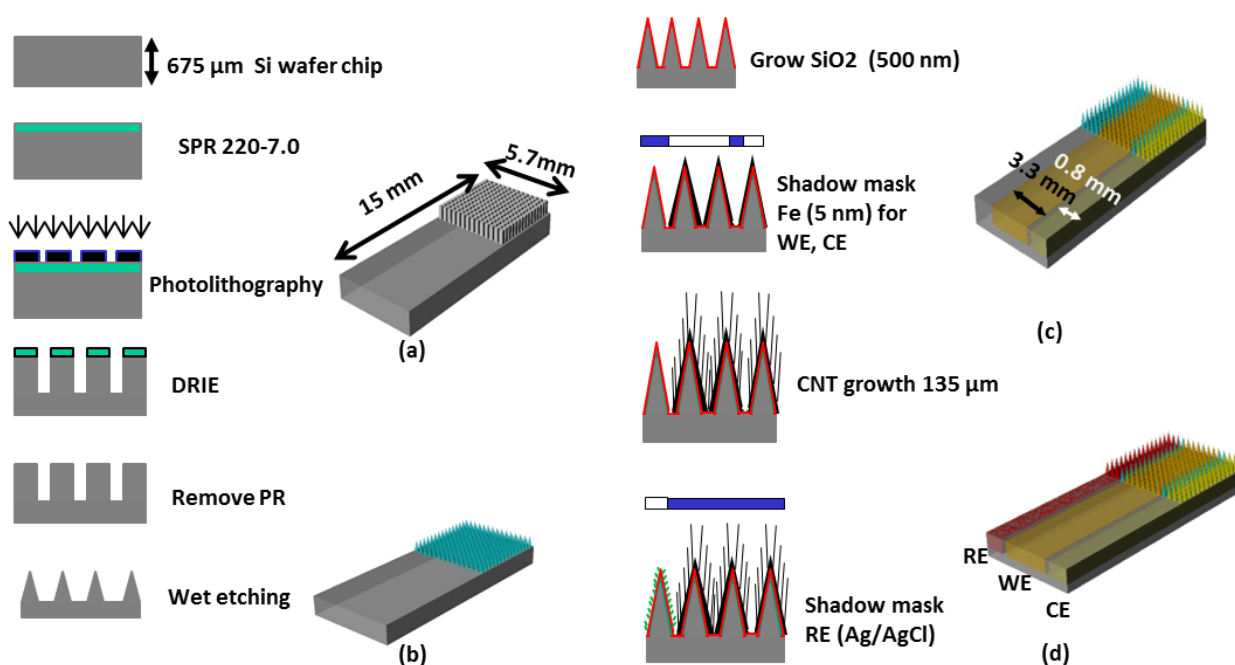 675 µm  Si wafer chip
SPR 220-7.0
Photolithography
DRIE
Remove PR
Wet etching
15 mm
5.7mm
(a)
(b)
Grow SiO2  (500 nm)
Shadow mask
Fe (5 nm) for
WE, CE
CNT growth 135 µm
Shadow mask
RE (Ag/AgCl)
3.3 mm
0.8 mm
(c)
RE
WE
CE
(d)